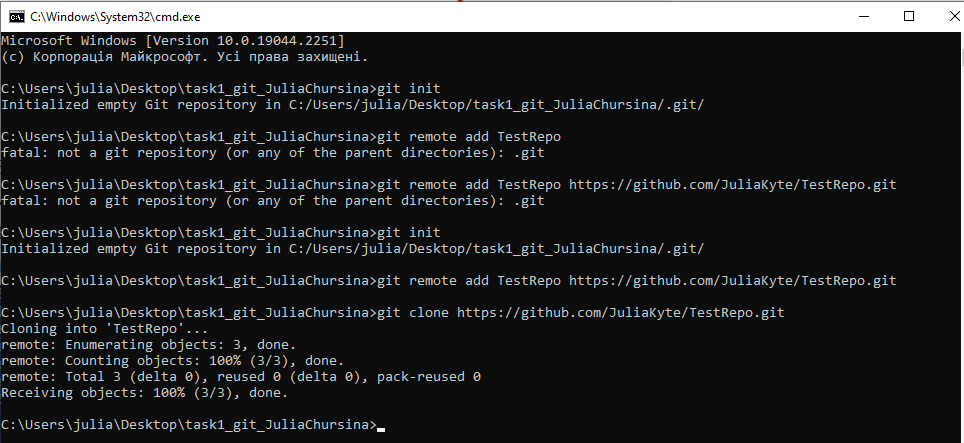 C:\Windows\System32\cmd.exe
Microsoft Windows [Version 10.0.19044.2251]
(c) Корпорація Майкрософт. Усі права захищені.
C:\Users\julia\Desktop\task1_git_JuliaChursina>git init
Initialized empty Git repository in C:/Users/julia/Desktop/task1_git_JuliaChursina/.git/
C:\Users\julia\Desktop\task1_git_JuliaChursina>git remote add TestRepo
fatal: not a git repository (or any of the parent directories): .git
C:\Users\julia\Desktop\task1_git_JuliaChursina>git remote add TestRepo https://github.com/JuliaKyte/TestRepo.git
fatal: not a git repository (or any of the parent directories): .git
C:\Users\julia\Desktop\task1_git_JuliaChursina>git init
Initialized empty Git repository in C:/Users/julia/Desktop/task1_git_JuliaChursina/.git/
C:\Users\julia\Desktop\task1_git_JuliaChursina>git remote add TestRepo https://github.com/JuliaKyte/TestRepo.git
C:\Users\julia\Desktop\task1_git_JuliaChursina>git clone https://github.com/JuliaKyte/TestRepo.git
Cloning into 'TestRepo'...
remote: Enumerating objects: 3, done.
remote: Counting objects: 100% (3/3), done.
remote: Total 3 (delta 0), reused 0 (delta 0), pack-reused 0
Receiving objects: 100% (3/3), done.
C:\Users\julia\Desktop\task1_git_JuliaChursina>